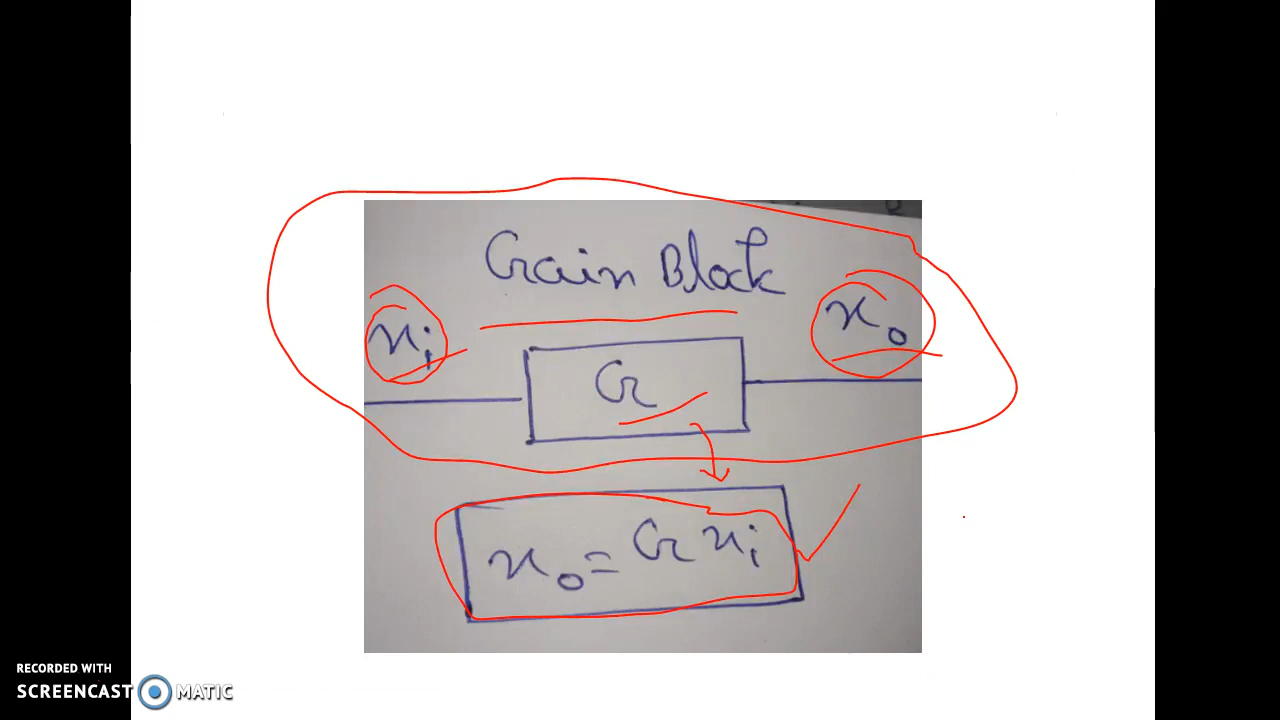 Gain Block
xi
xo
G
xo = G xi
RECORDED WITH
SCREENCAST MATIC